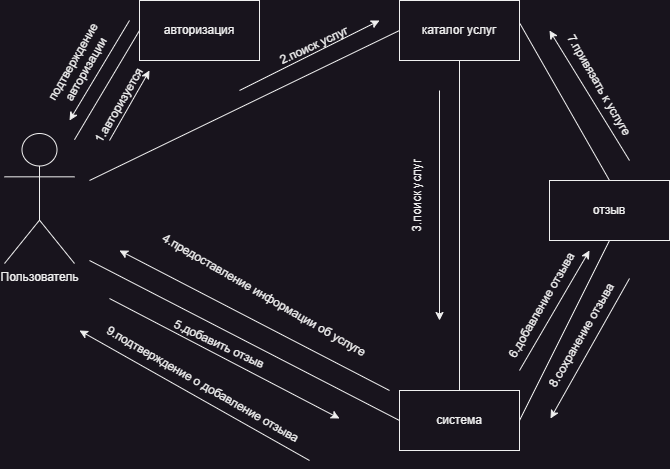 авторизация
каталог услуг
подтверждение
авторизации
1.авторизуется
2.поиск услуг
7.привязать к услуге
3.поиск услуг
отзыв
Пользователь
4.предоставление информации об услуге
5.добавить отзыв
9.подтверждение о добавление отзыва
6.добавление отзыва
8.сохранение отзыва
система